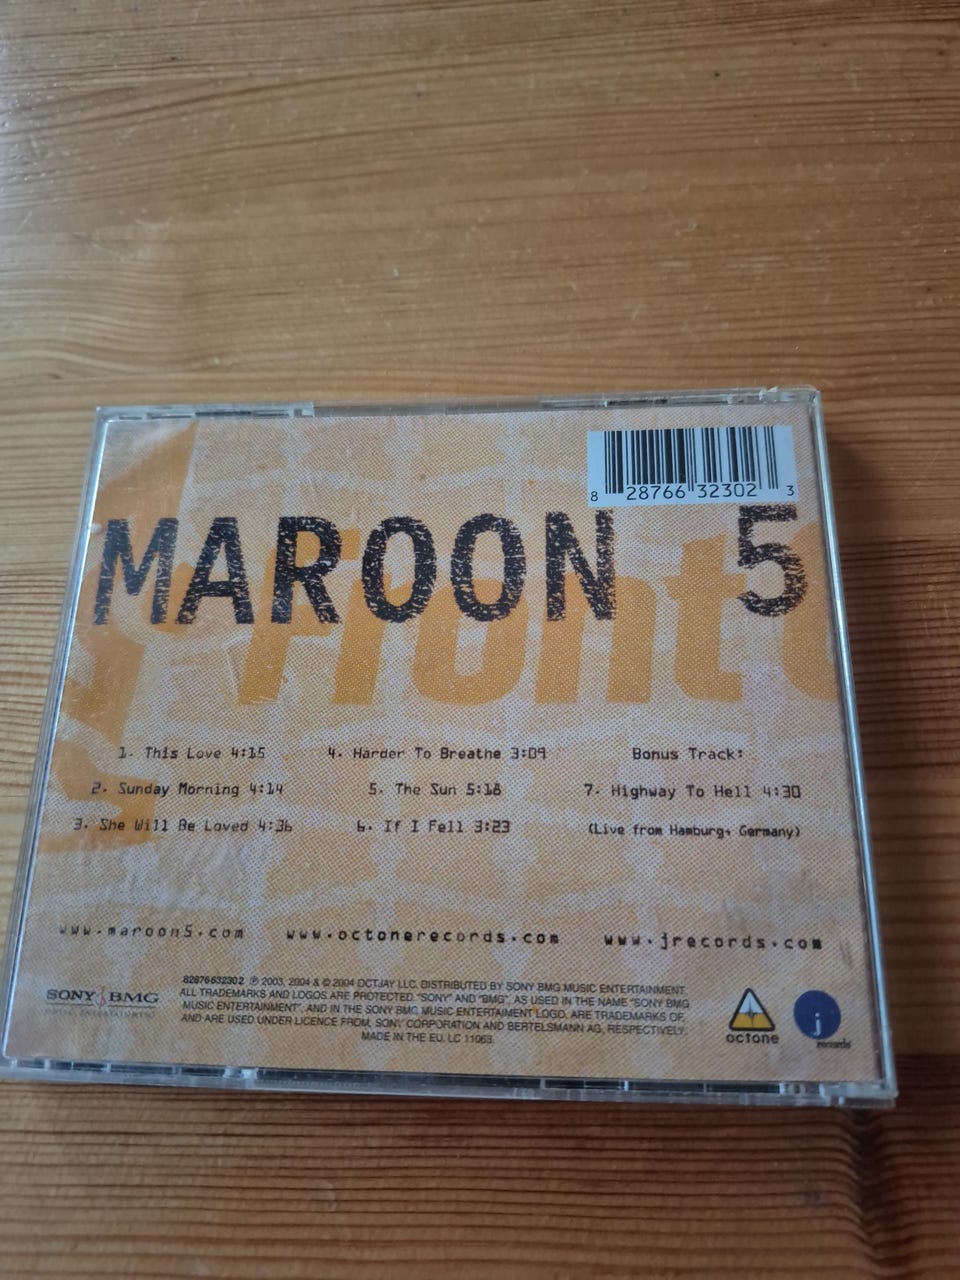 8 28766 32302 3
MAROON 5
front
1. This Love 4:15
2. Sunday Morning 4:14
3. She Will Be Loved 4:36
4. Harder To Breathe 3:09
5. The Sun 5:18
6. If I Fell 3:23
Bonus Track:
7. Highway To Hell 4:30
(Live from Hamburg, Germany)
www.maroon5.com
www.octonerecords.com
www.jrecords.com
SONY BMG
MUSIC ENTERTAINMENT
82876632302 ℗ 2003, 2004 & © 2004 OCTJAY LLC. DISTRIBUTED BY SONY BMG MUSIC ENTERTAINMENT.
ALL TRADEMARKS AND LOGOS ARE PROTECTED. "SONY" AND "BMG", AS USED IN THE NAME "SONY BMG
MUSIC ENTERTAINMENT", AND IN THE SONY BMG MUSIC ENTERTAIMENT LOGO, ARE TRADEMARKS OF,
AND ARE USED UNDER LICENCE FROM, SONY CORPORATION AND BERTELSMANN AG, RESPECTIVELY.
MADE IN THE EU. LC 11063.
octone
j
records